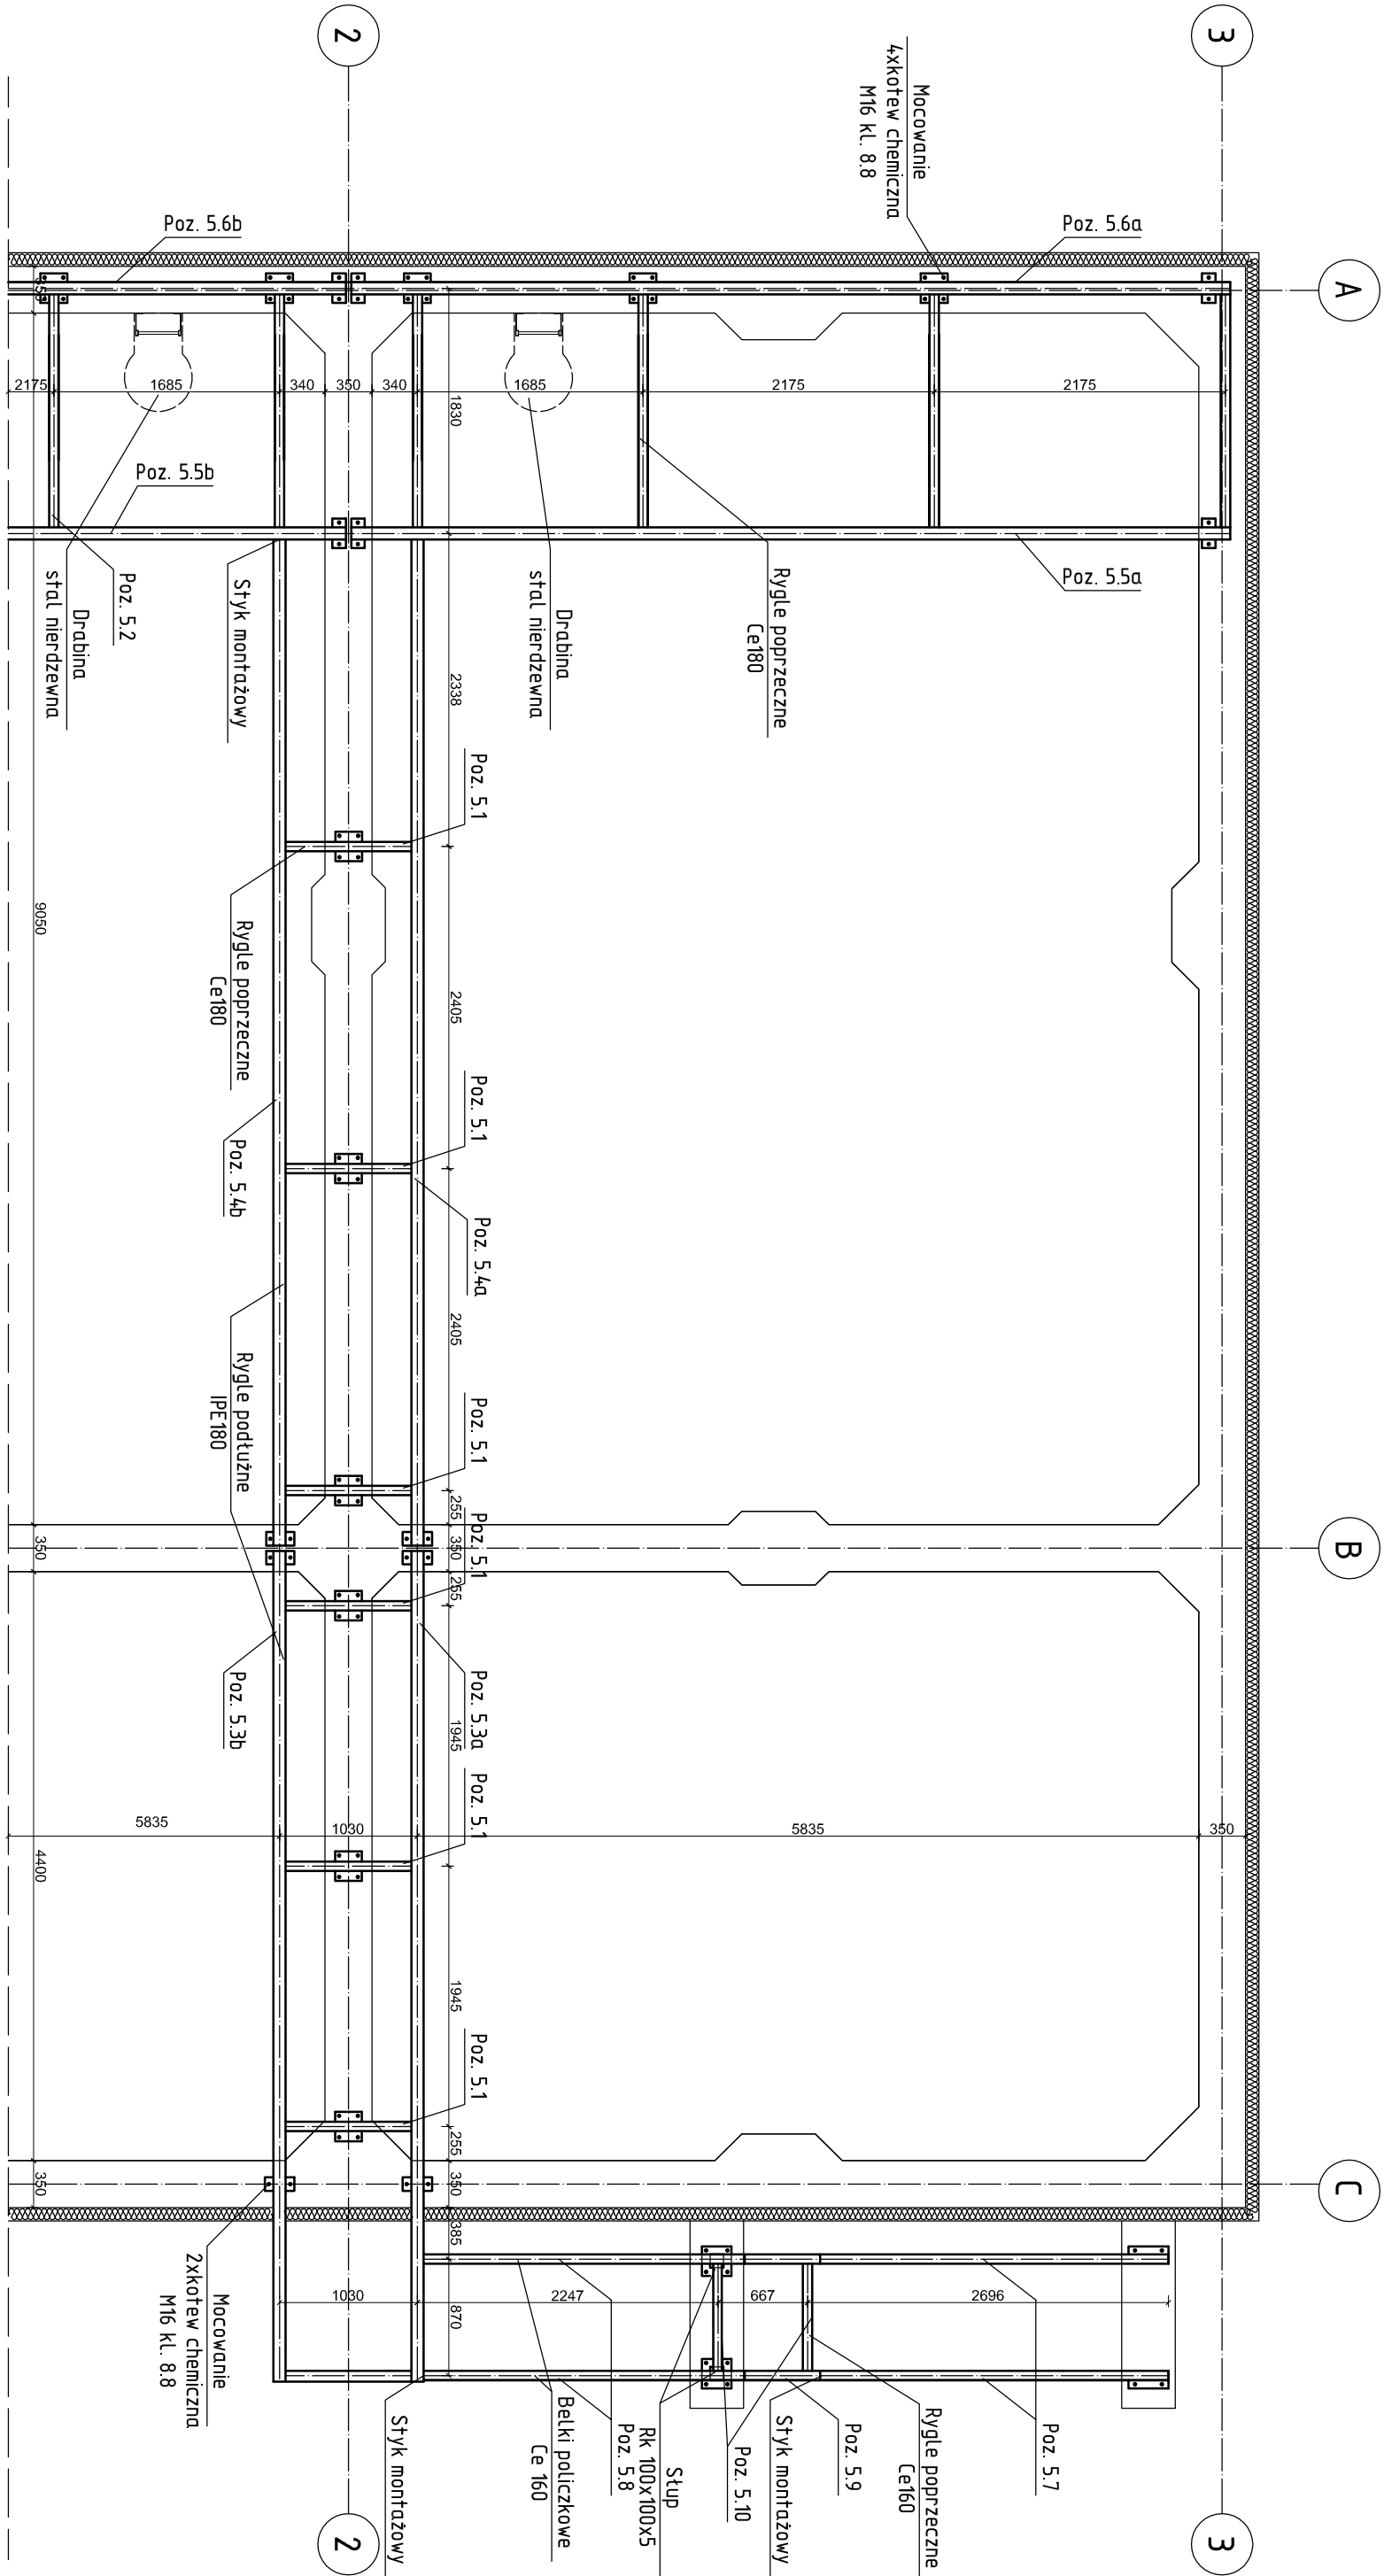 2
3
Mocowanie
4xkotew chemiczna
M16 kl. 8.8
Poz. 5.6b
Poz. 5.6a
A
350
2175
1685
340
350
340
1685
2175
2175
1830
Poz. 5.5b
Poz. 5.5a
Poz. 5.2
Drabina
stal nierdzewna
Styk montażowy
Drabina
stal nierdzewna
Rygle poprzeczne
Ce180
2338
Poz. 5.1
9050
Rygle poprzeczne
Ce180
2405
Poz. 5.1
Poz. 5.4b
Poz. 5.4a
2405
Rygle podłużne
IPE180
Poz. 5.1
255
Poz. 5.1
350
350
B
255
Poz. 5.3b
Poz. 5.3a
1945
Poz. 5.1
5835
1030
5835
350
4400
1945
Poz. 5.1
255
350
350
C
385
Mocowanie
2xkotew chemiczna
M16 kl. 8.8
1030
2247
667
2696
870
Styk montażowy
Belki policzkowe
Ce 160
Poz. 5.8
Słup
Rk 100x100x5
Poz. 5.10
Styk montażowy
Poz. 5.9
Rygle poprzeczne
Ce160
Poz. 5.7
2
3